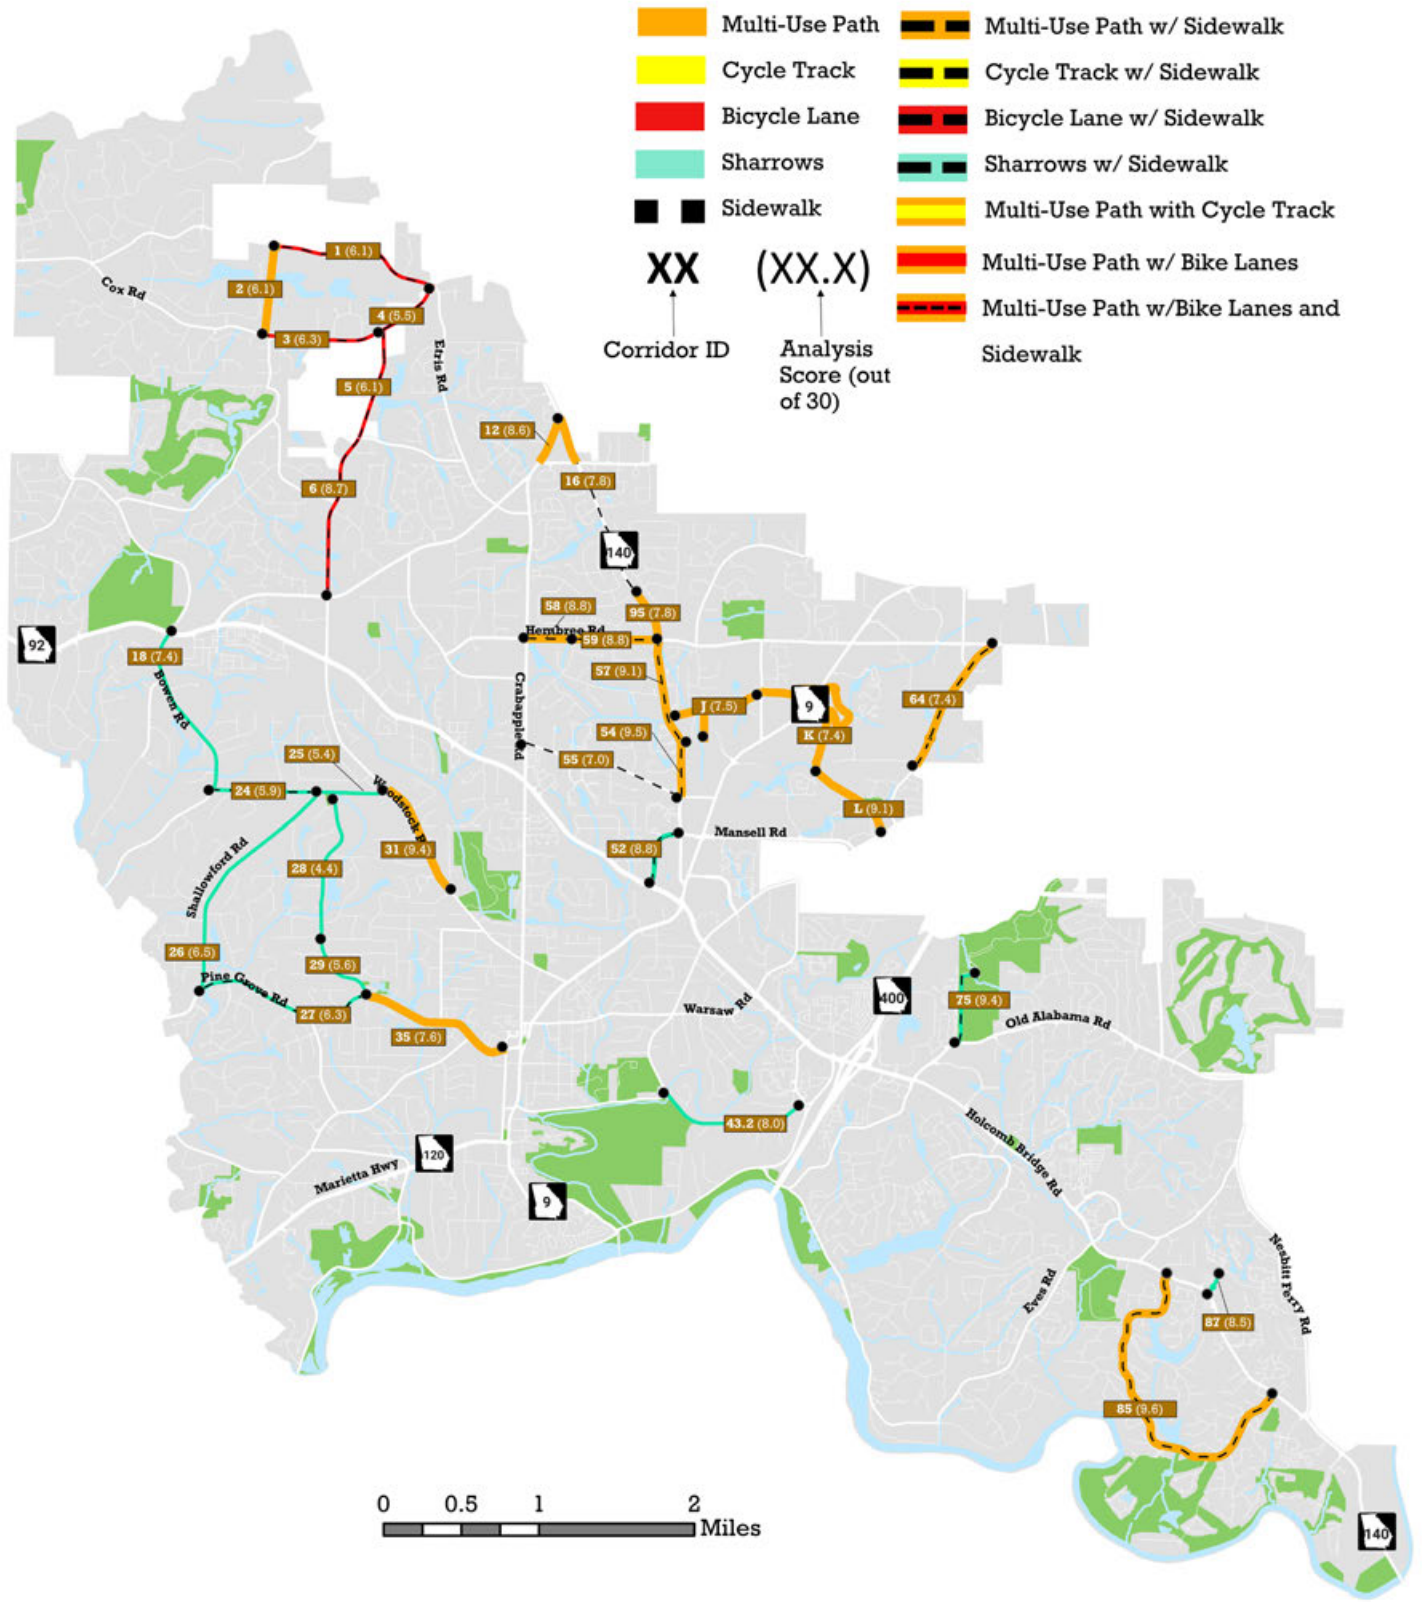 Multi-Use Path
Multi-Use Path w/ Sidewalk
Cycle Track
Cycle Track w/ Sidewalk
Bicycle Lane
Bicycle Lane w/ Sidewalk
Sharrows
Sharrows w/ Sidewalk
Sidewalk
Multi-Use Path with Cycle Track
XX
(XX.X)
Multi-Use Path w/ Bike Lanes
Multi-Use Path w/Bike Lanes and
Sidewalk
Corridor ID
Analysis
Score (out
of 30)
1 (6.1)
2 (6.1)
Cox Rd
4 (5.5)
3 (6.3)
Etris Rd
5 (6.1)
12 (8.6)
16 (7.8)
6 (8.7)
140
58 (8.8)
95 (7.8)
Hembree Rd
59 (8.8)
92
18 (7.4)
57 (9.1)
Bowen Rd
Crabapple Rd
J (7.5)
9
64 (7.4)
54 (9.5)
K (7.4)
25 (5.4)
55 (7.0)
24 (5.9)
Woodstock R
L (9.1)
Mansell Rd
31 (9.4)
52 (8.8)
28 (4.4)
Shallowford Rd
26 (6.5)
29 (5.6)
Pine Grove Rd
27 (6.3)
400
75 (9.4)
Warsaw Rd
Old Alabama Rd
35 (7.6)
43.2 (8.0)
Holcomb Bridge Rd
120
Marietta Hwy
9
Nesbitt Ferry Rd
Eves Rd
87 (8.5)
85 (9.6)
0 0.5 1 2
Miles
140